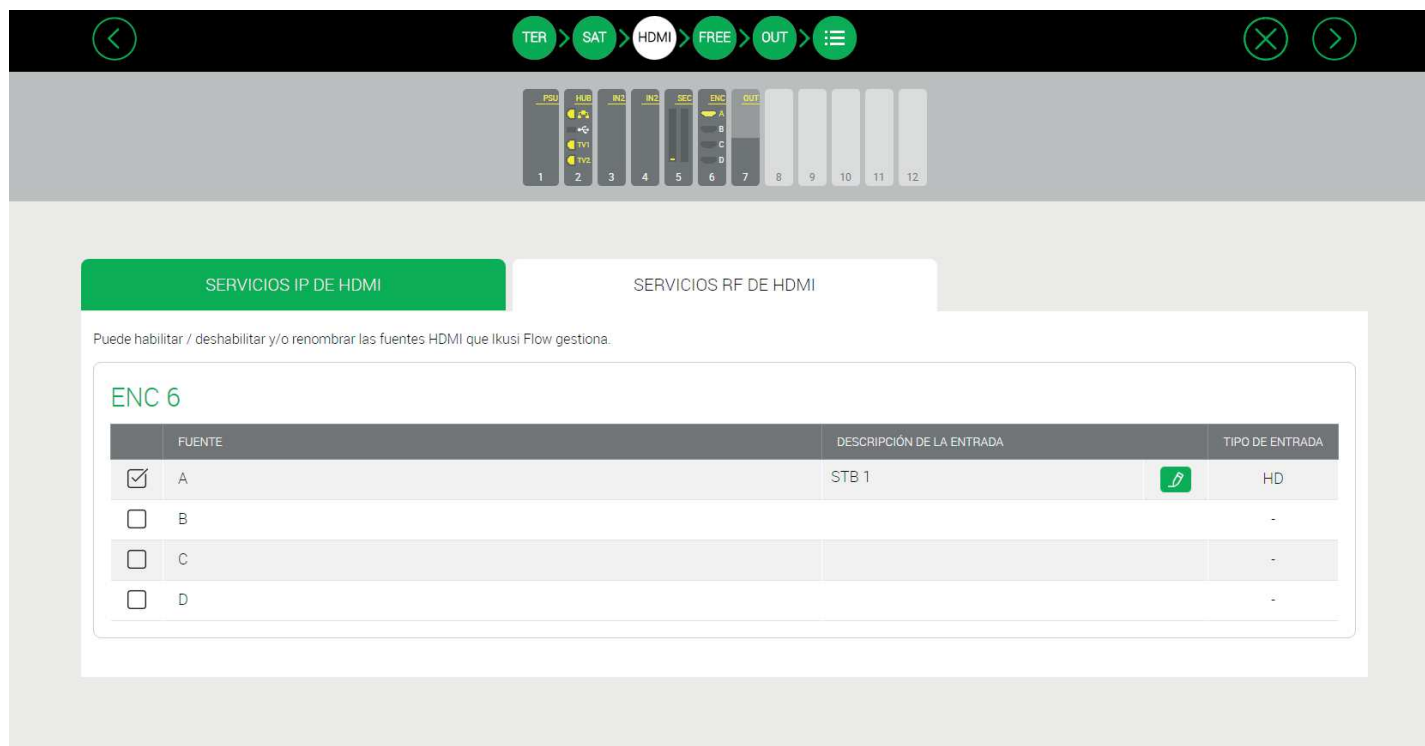 TER > SAT > HDMI > FREE > OUT >
PSU HUB IN2 IN2 SEC ENC OUT
A
B
TV1 C
TV2 D
1 2 3 4 5 6 7 8 9 10 11 12
SERVICIOS IP DE HDMI SERVICIOS RF DE HDMI
Puede habilitar / deshabilitar y/o renombrar las fuentes HDMI que Ikusi Flow gestiona.
ENC 6
FUENTE DESCRIPCIÓN DE LA ENTRADA TIPO DE ENTRADA
A STB 1 HD
B -
C -
D -